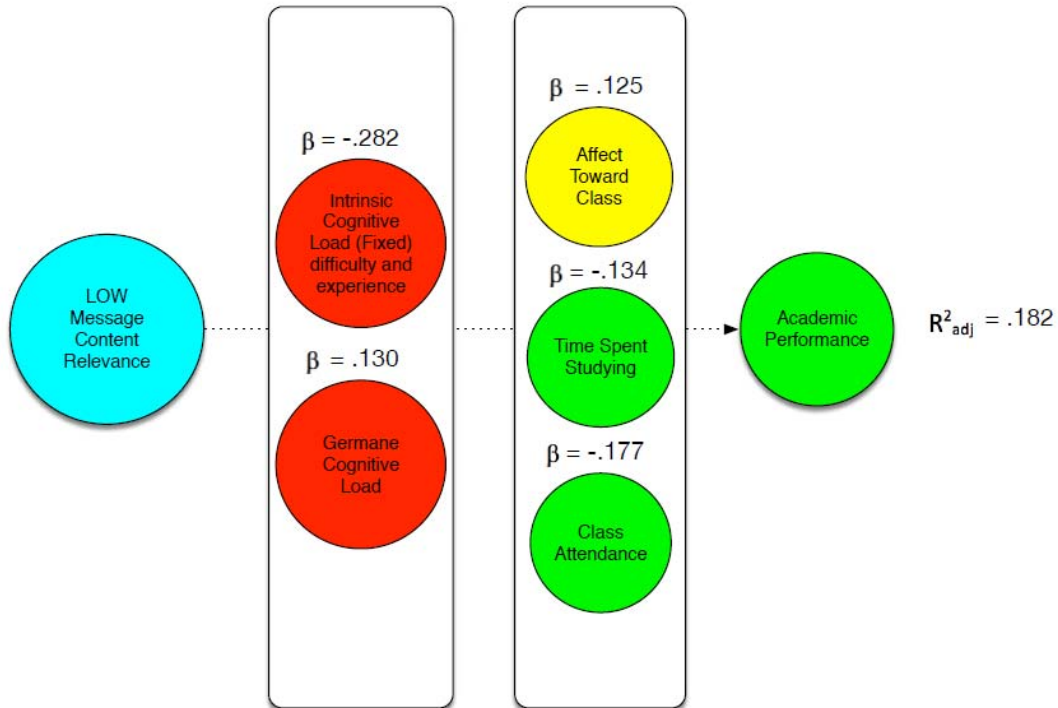 LOW
Message
Content
Relevance
β = -.282
Intrinsic
Cognitive
Load (Fixed)
difficulty and
experience
β = .130
Germane
Cognitive
Load
β = .125
Affect
Toward
Class
β = -.134
Time Spent
Studying
β = -.177
Class
Attendance
Academic
Performance
R²adj = .182